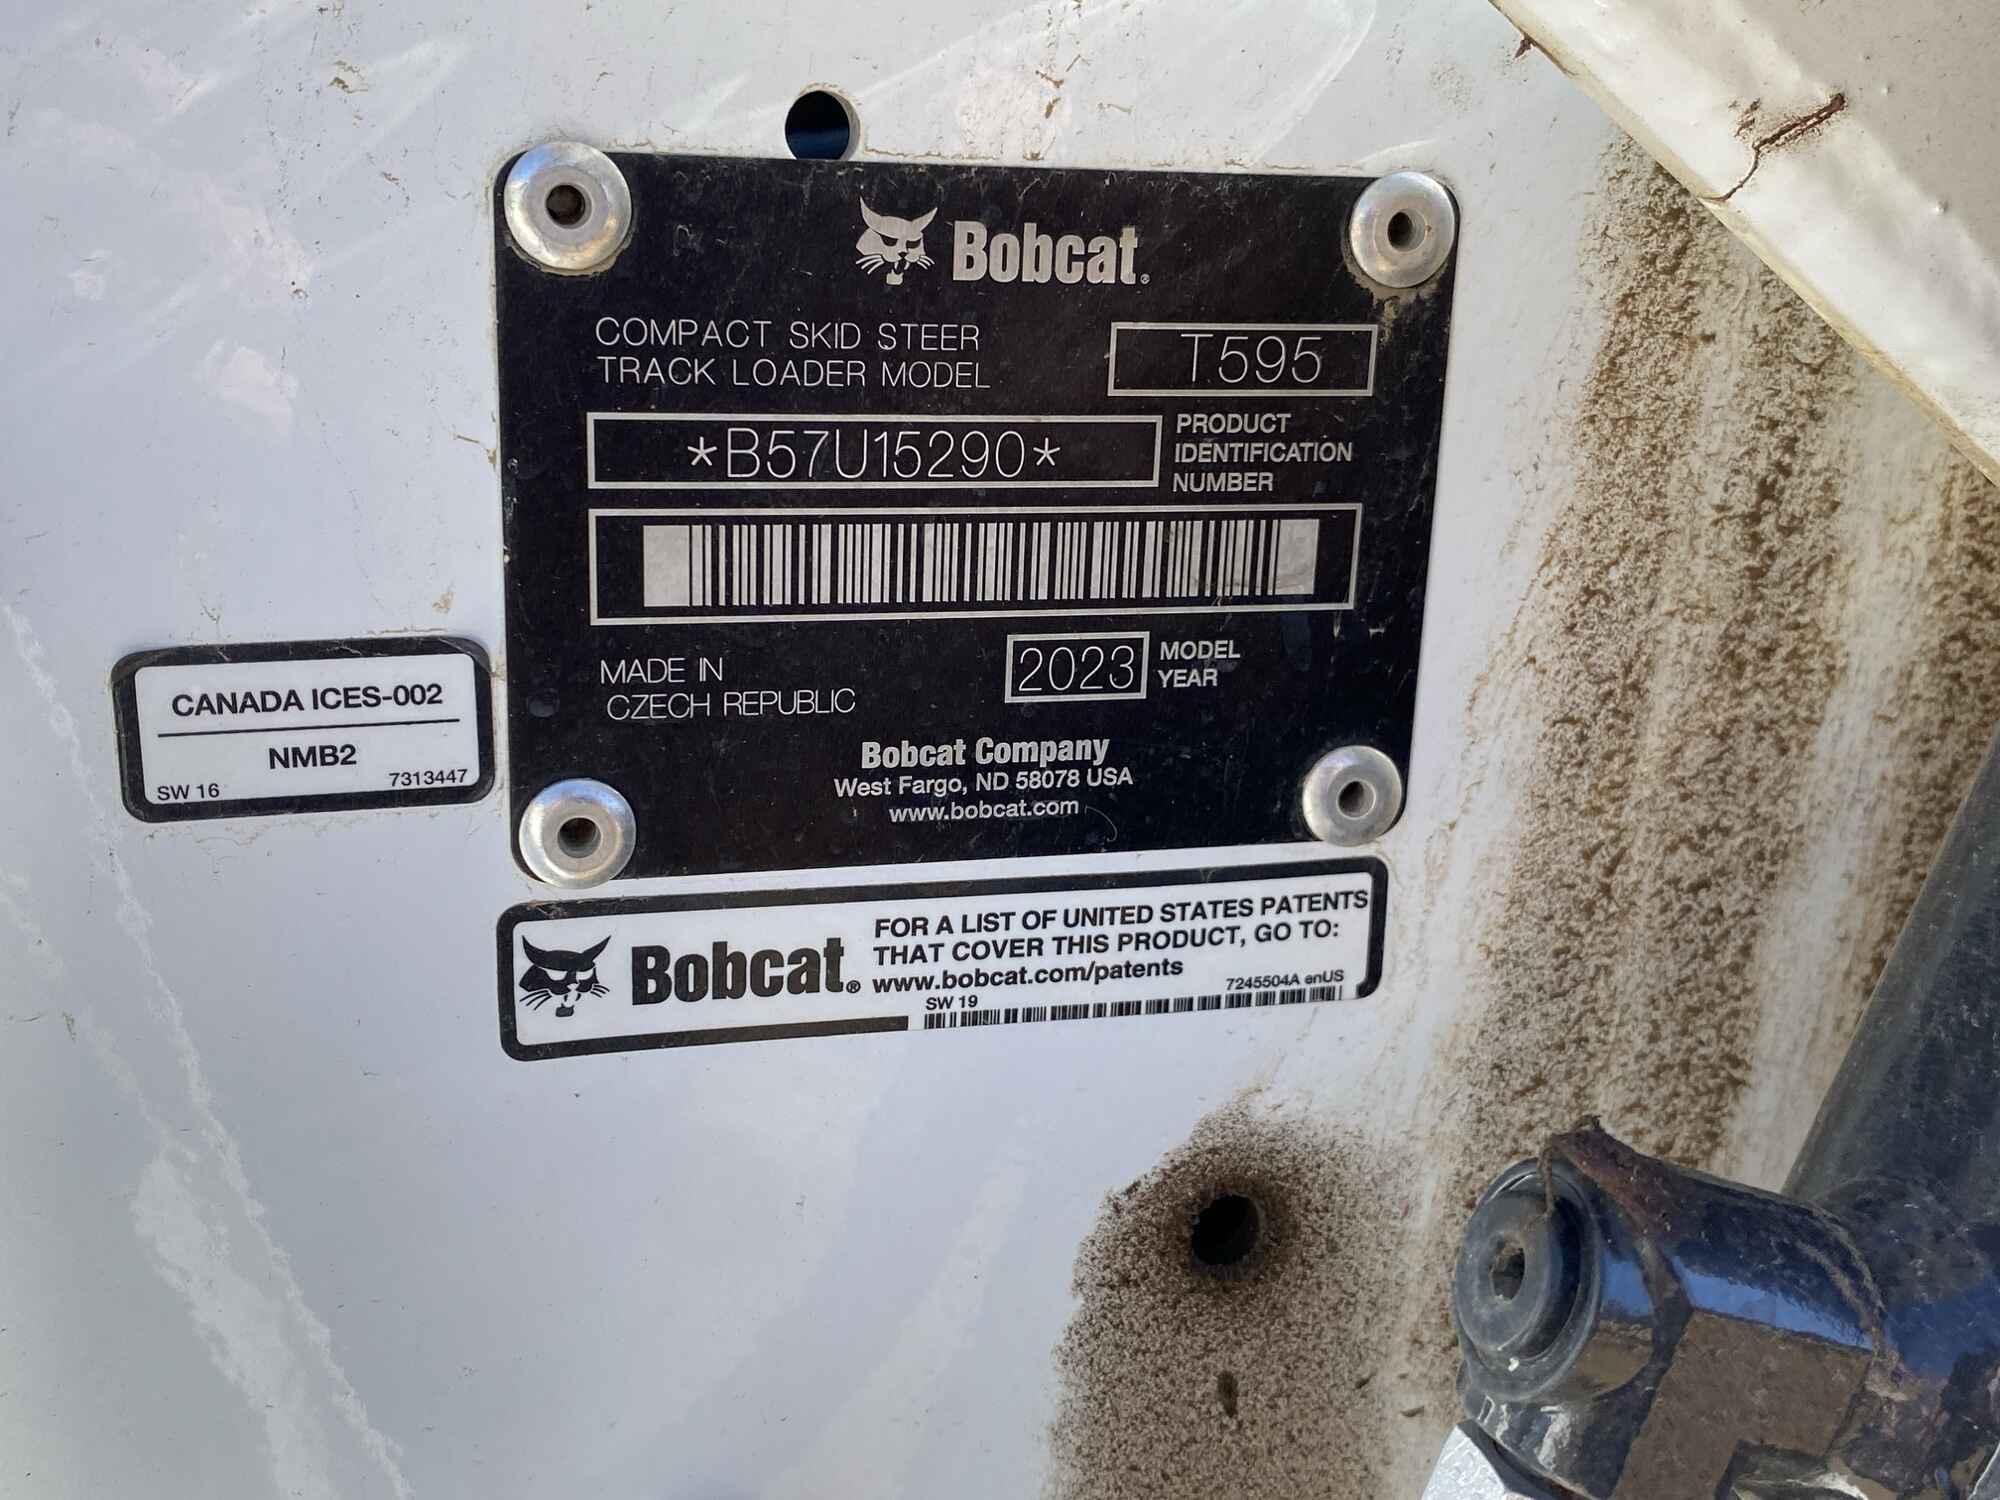 Bobcat®
COMPACT SKID STEER
TRACK LOADER MODEL
T595
*B57U15290*
PRODUCT
IDENTIFICATION
NUMBER
MADE IN
CZECH REPUBLIC
2023
MODEL
YEAR
Bobcat Company
West Fargo, ND 58078 USA
www.bobcat.com
CANADA ICES-002
NMB2
SW 16
7313447
Bobcat®
FOR A LIST OF UNITED STATES PATENTS
THAT COVER THIS PRODUCT, GO TO:
www.bobcat.com/patents
SW 19
7245504A enUS